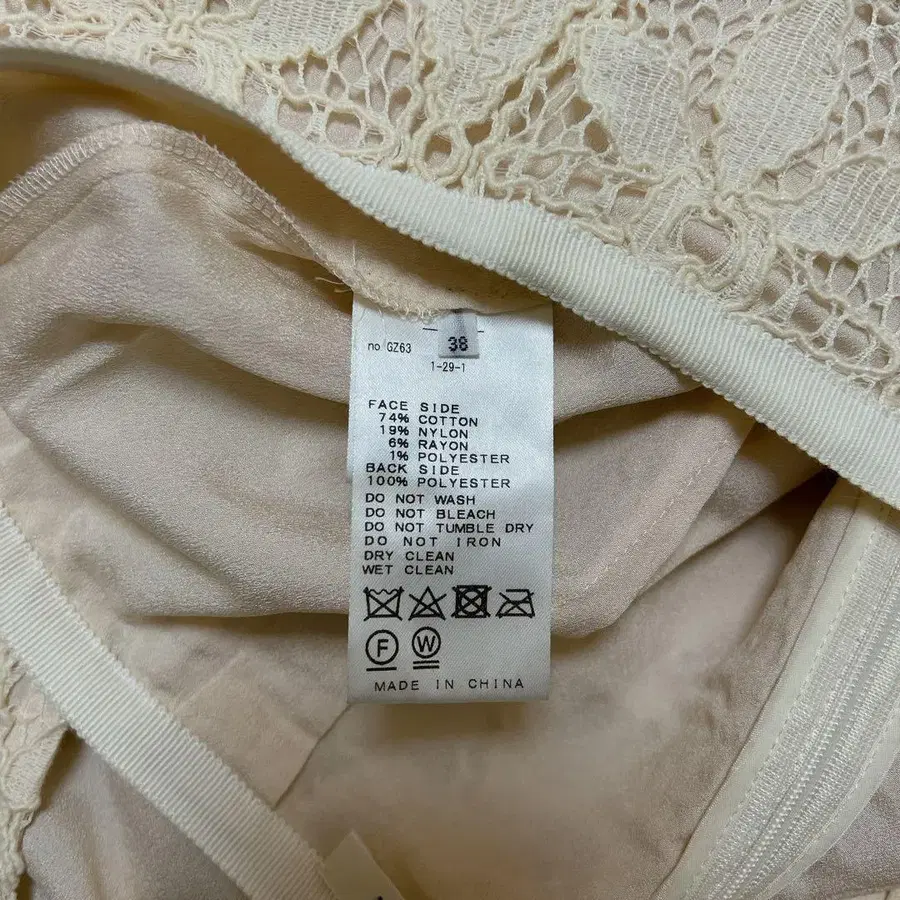 no GZ63
38
1-29-1
FACE SIDE
74% COTTON
19% NYLON
6% RAYON
1% POLYESTER
BACK SIDE
100% POLYESTER
DO NOT WASH
DO NOT BLEACH
DO NOT TUMBLE DRY
DO NOT IRON
DRY CLEAN
WET CLEAN
F W
MADE IN CHINA